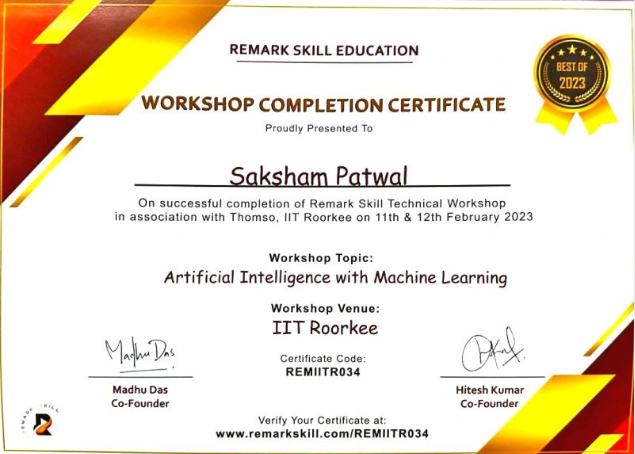 REMARK SKILL EDUCATION
BEST OF
2023
WORKSHOP COMPLETION CERTIFICATE
Proudly Presented To
Saksham Patwal
On successful completion of Remark Skill Technical Workshop
in association with Thomso, IIT Roorkee on 11th & 12th February 2023
Workshop Topic:
Artificial Intelligence with Machine Learning
Workshop Venue:
IIT Roorkee
Certificate Code:
REMIITR034
Madhu Das
Madhu Das
Co-Founder
Hitesh Kumar
Co-Founder
REMARK SKILL
Verify Your Certificate at:
www.remarkskill.com/REMIITR034